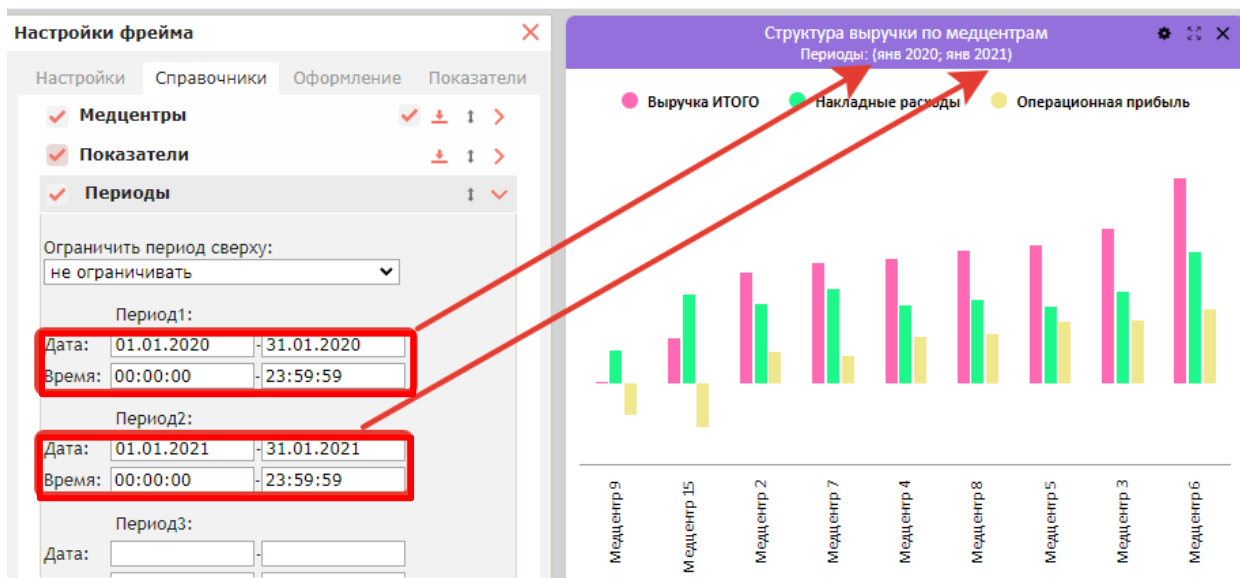 Настройки фрейма
Настройки Справочники Оформление Показатели
Медцентры
Показатели
Периоды
Ограничить период сверху:
не ограничивать
Период1:
Дата: 01.01.2020 - 31.01.2020
Время: 00:00:00 - 23:59:59
Период2:
Дата: 01.01.2021 - 31.01.2021
Время: 00:00:00 - 23:59:59
Период3:
Дата: -
Структура выручки по медцентрам
Периоды: (янв 2020; янв 2021)
Выручка ИТОГО Накладные расходы Операционная прибыль
Медцентр 9
Медцентр 15
Медцентр 2
Медцентр 7
Медцентр 4
Медцентр 8
Медцентр 5
Медцентр 3
Медцентр 6